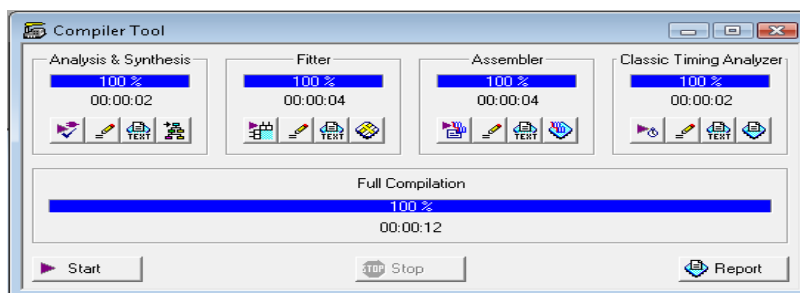 Compiler Tool
Analysis & Synthesis
100 %
00:00:02
TEXT
Fitter
100 %
00:00:04
TEXT
Assembler
100 %
00:00:04
TEXT
Classic Timing Analyzer
100 %
00:00:02
TEXT
Full Compilation
100 %
00:00:12
Start
STOP Stop
Report